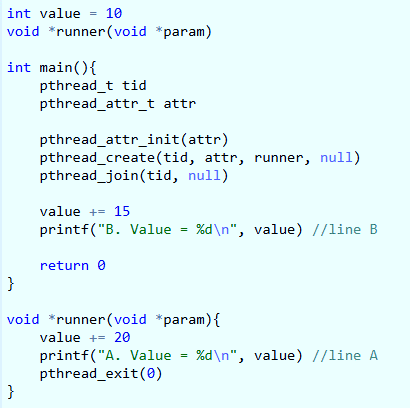 int value = 10
void *runner(void *param)
int main(){
pthread_t tid
pthread_attr_t attr
pthread_attr_init(attr)
pthread_create(tid, attr, runner, null)
pthread_join(tid, null)
value += 15
printf("B. Value = %d\n", value) //line B
return 0
}
void *runner(void *param){
value += 20
printf("A. Value = %d\n", value) //line A
pthread_exit(0)
}